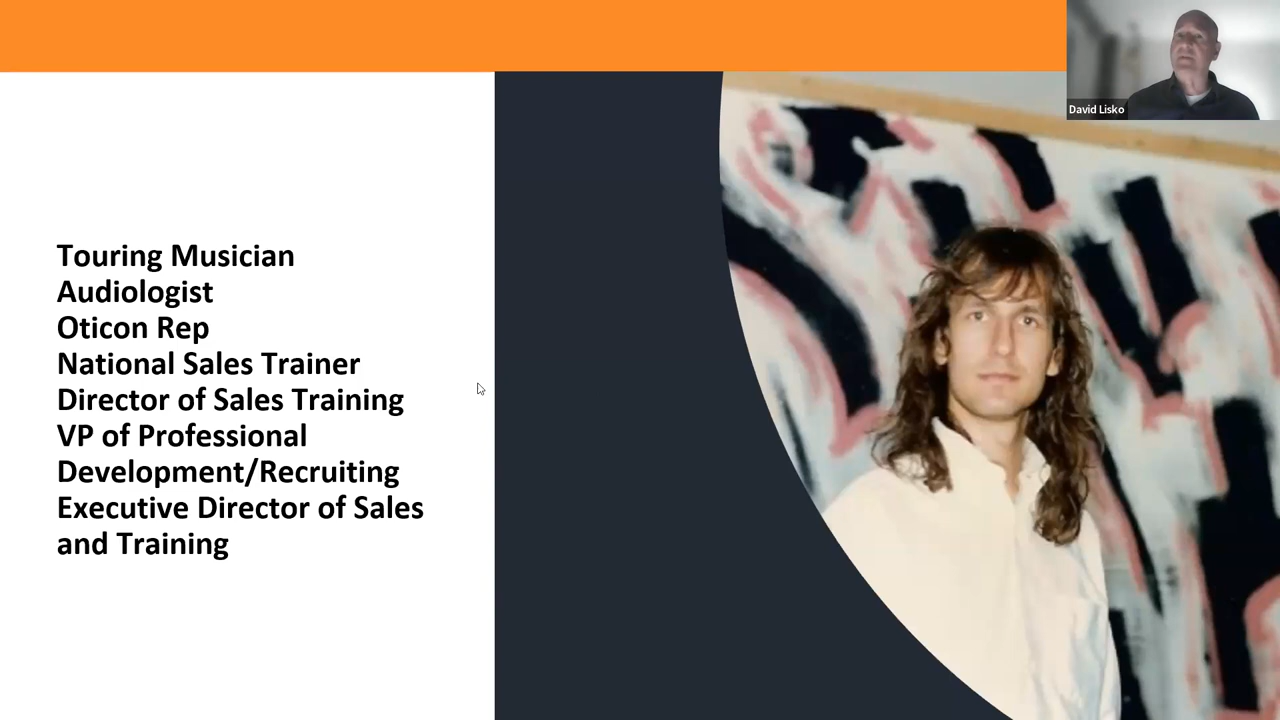 David Lisko
Touring Musician
Audiologist
Oticon Rep
National Sales Trainer
Director of Sales Training
VP of Professional
Development/Recruiting
Executive Director of Sales
and Training